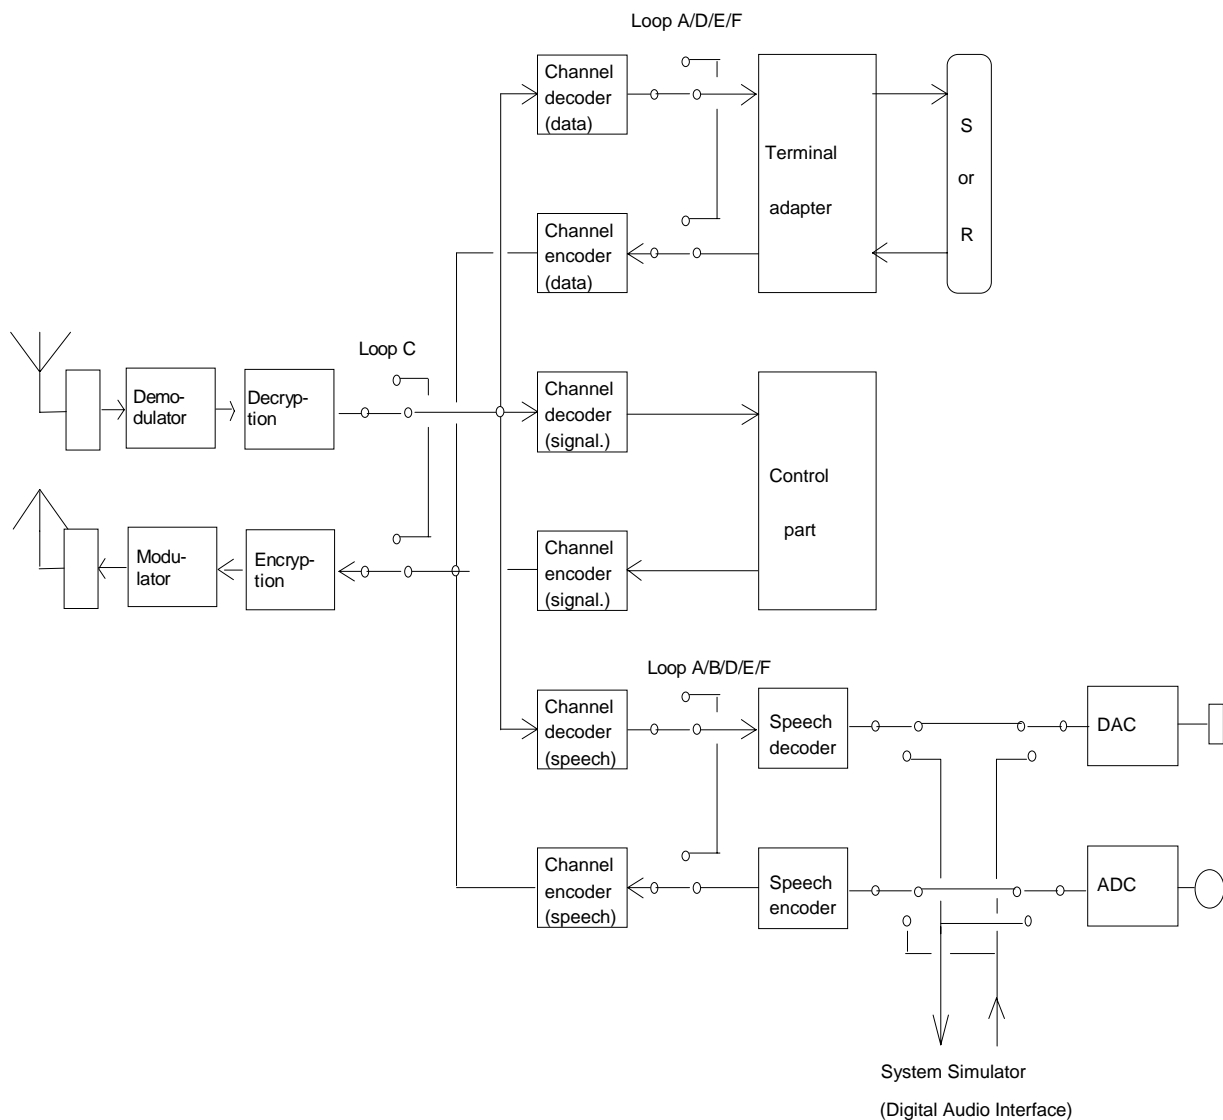 Loop A/D/E/F
Channel
decoder
(data)
Terminal
adapter
S
or
R
Channel
encoder
(data)
Loop C
Demo-
dulator
Decryp-
tion
Channel
decoder
(signal.)
Control
part
Modu-
lator
Encryp-
tion
Channel
encoder
(signal.)
Loop A/B/D/E/F
Channel
decoder
(speech)
Speech
decoder
DAC
Channel
encoder
(speech)
Speech
encoder
ADC
System Simulator
(Digital Audio Interface)